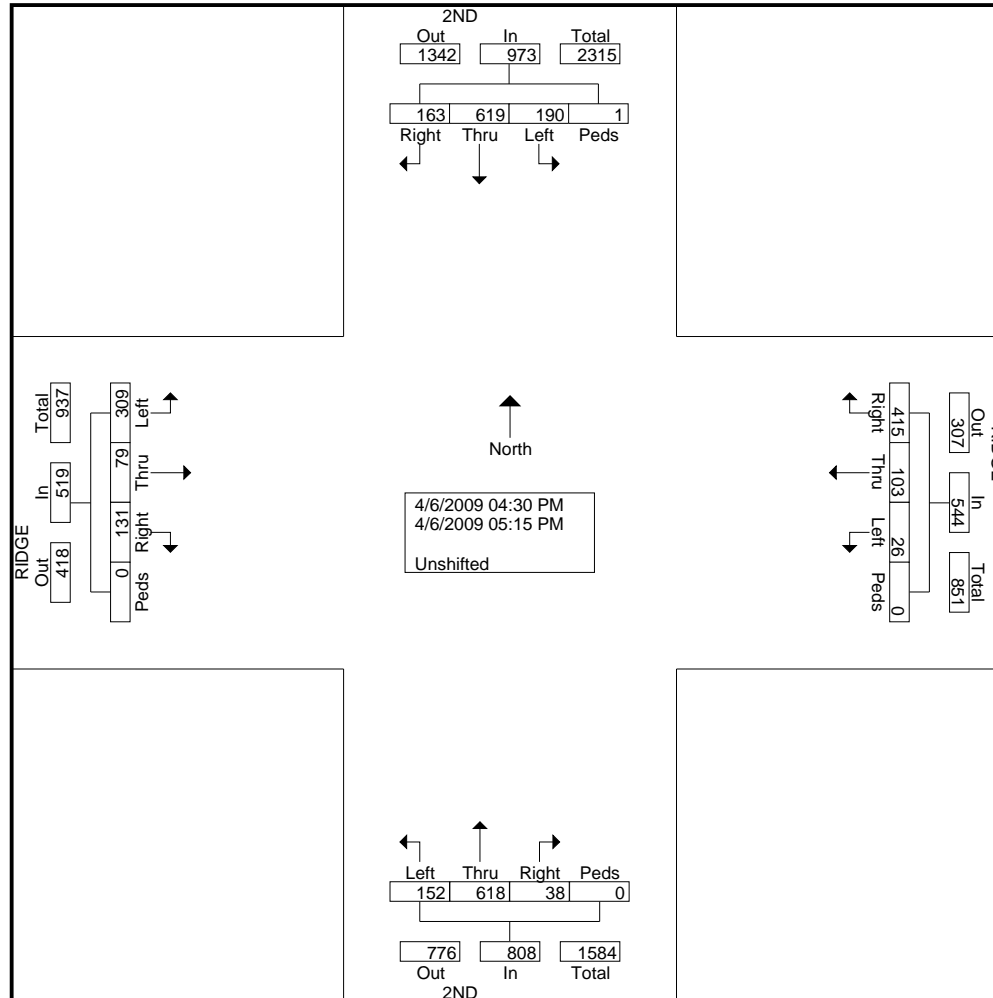 2ND
Out In Total
1342 973 2315
163 619 190 1
Right Thru Left Peds
Total
937
In
519
RIDGE
Out
418
309 79 131 0
Left Thru Right Peds
North
4/6/2009 04:30 PM
4/6/2009 05:15 PM
Unshifted
Right Thru Left Peds
415 103 26 0
RIDGE
Out In Total
307 544 851
Left Thru Right Peds
152 618 38 0
776 808 1584
Out In Total
2ND